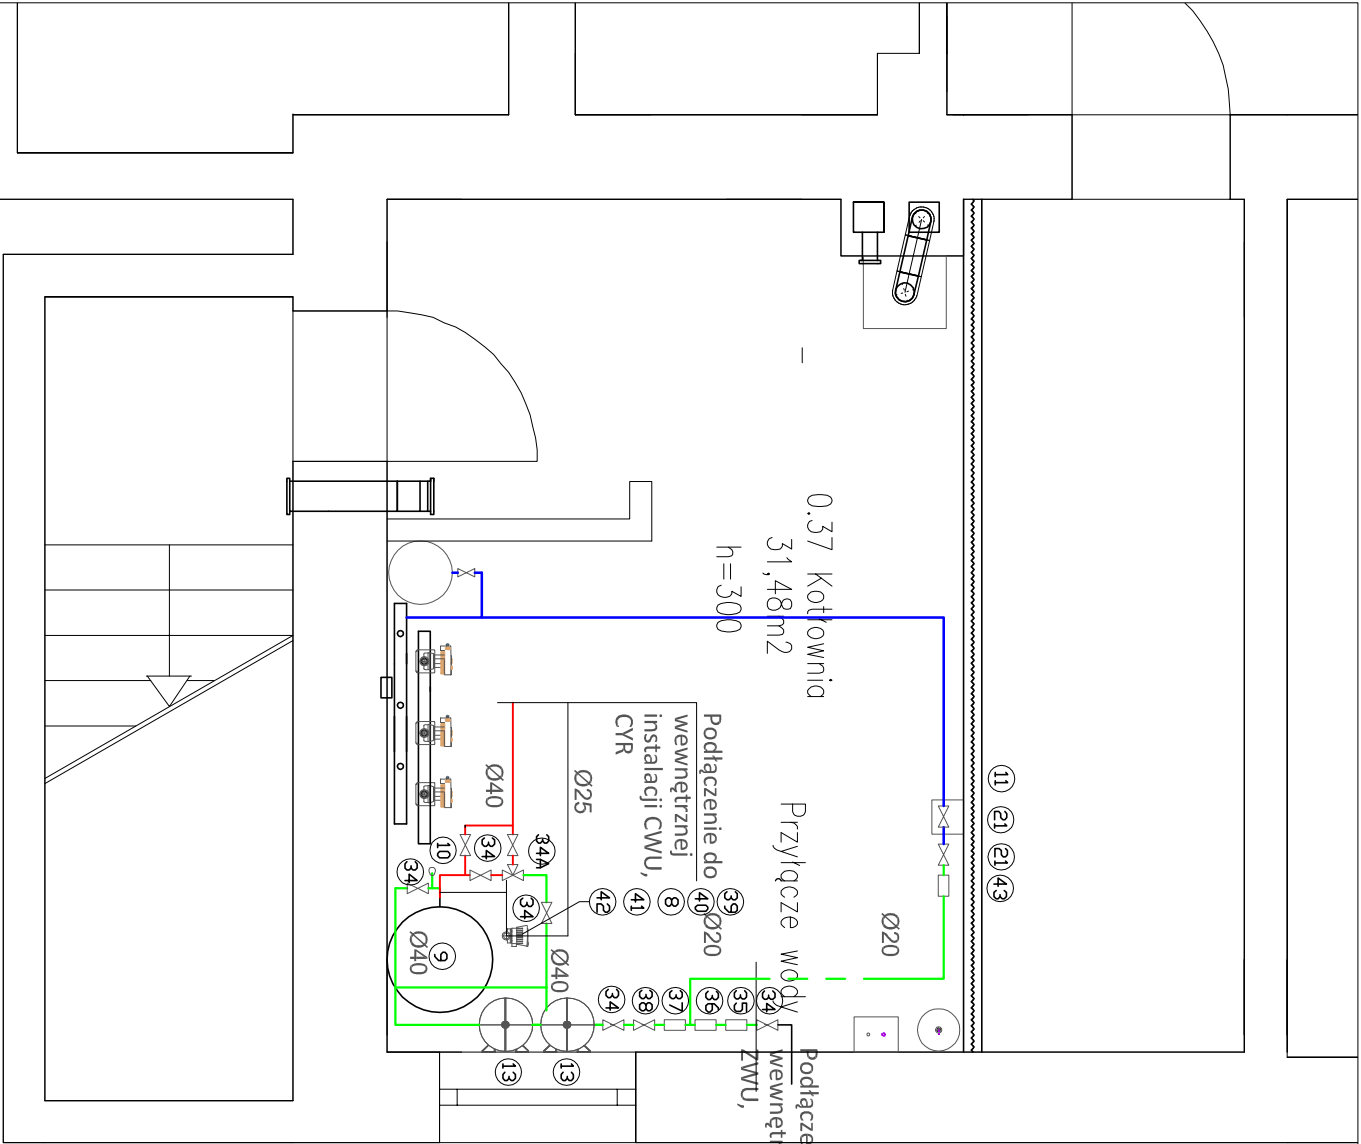 0.37 Kotłownia
31,48m2
h=300
Podłączenie do
wewnętrznej
instalacji CWU,
CYR
Przyłącze wody
Podłącze
wewnętr
ZWU,
Ø40
Ø25
Ø20
Ø20
Ø40
Ø40
11
21
21
43
10
34
34A
34
34
42
41
8
40
39
9
34
38
37
36
35
34
13
13